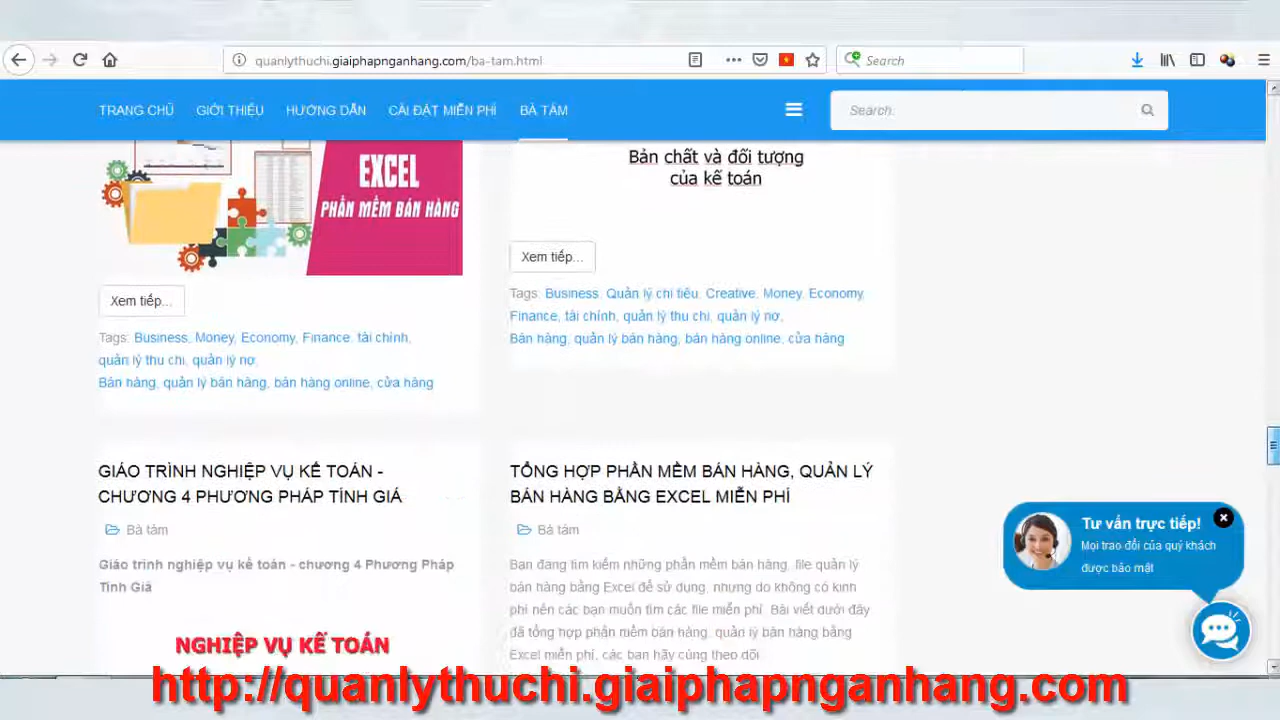 quanlythuchi.giaiphapnganhang.com/ba-tam.html
Search
TRANG CHỦ GIỚI THIỆU HƯỚNG DẪN CÀI ĐẶT MIỄN PHÍ BÀ TÁM
Search.
EXCEL
PHẦN MỀM BÁN HÀNG
Xem tiếp...
Tags: Business, Money, Economy, Finance, tài chính,
quản lý thu chi, quản lý nợ,
Bán hàng, quản lý bán hàng, bán hàng online, cửa hàng
Bản chất và đối tượng
của kế toán
Xem tiếp...
Tags: Business, Quản lý chi tiêu, Creative, Money, Economy,
Finance, tài chính, quản lý thu chi, quản lý nợ,
Bán hàng, quản lý bán hàng, bán hàng online, cửa hàng
GIÁO TRÌNH NGHIỆP VỤ KẾ TOÁN -
CHƯƠNG 4 PHƯƠNG PHÁP TÍNH GIÁ
Bà tám
Giáo trình nghiệp vụ kế toán - chương 4 Phương Pháp
Tính Giá
NGHIỆP VỤ KẾ TOÁN
TỔNG HỢP PHẦN MỀM BÁN HÀNG, QUẢN LÝ
BÁN HÀNG BẰNG EXCEL MIỄN PHÍ
Bà tám
Bạn đang tìm kiếm những phần mềm bán hàng, file quản lý
bán hàng bằng Excel để sử dụng, nhưng do không có kinh
phí nên các bạn muốn tìm các file miễn phí. Bài viết dưới đây
đã tổng hợp phần mềm bán hàng, quản lý bán hàng bằng
Excel miễn phí, các bạn hãy cùng theo dõi
Tư vấn trực tiếp!
Mọi trao đổi của quý khách
được bảo mật
http://quanlythuchi.giaiphapnganhang.com